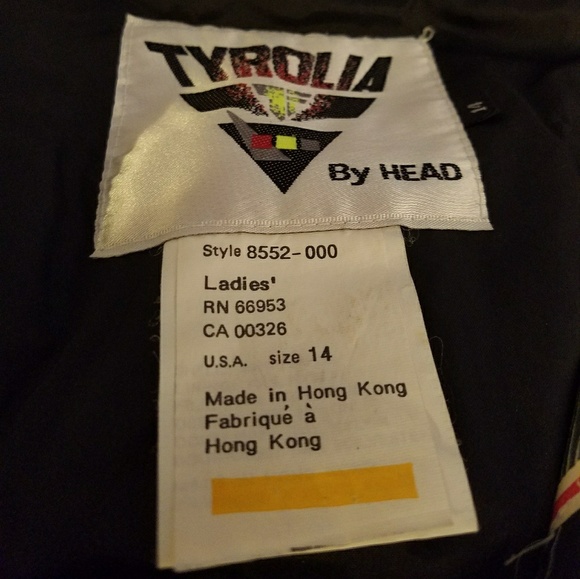 TYROLIA
By HEAD
Style 8552-000
Ladies'
RN 66953
CA 00326
U.S.A. size 14
Made in Hong Kong
Fabriqué à
Hong Kong